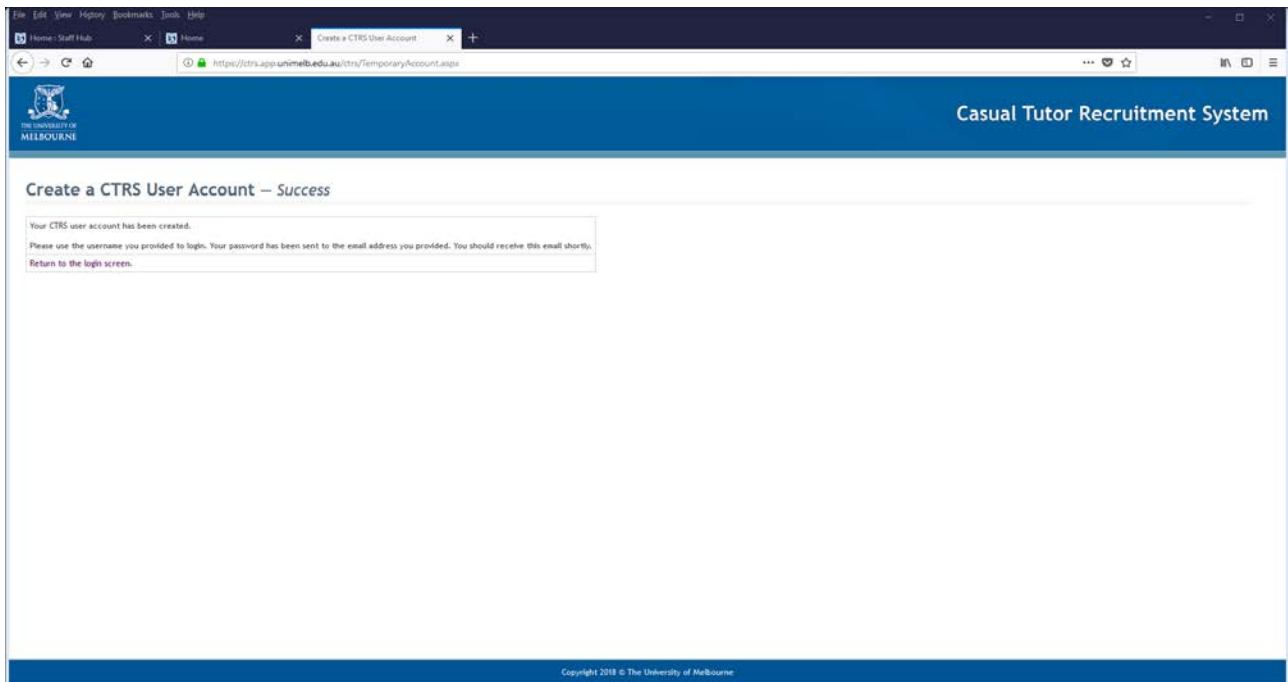 File Edit View History Bookmarks Tools Help
Home : Staff Hub
Home
Create a CTRS User Account
https://ctrs.app.unimelb.edu.au/ctrs/TemporaryAccount.aspx
THE UNIVERSITY OF
MELBOURNE
Casual Tutor Recruitment System
Create a CTRS User Account — Success
Your CTRS user account has been created.
Please use the username you provided to login. Your password has been sent to the email address you provided. You should receive this email shortly.
Return to the login screen.
Copyright 2018 © The University of Melbourne